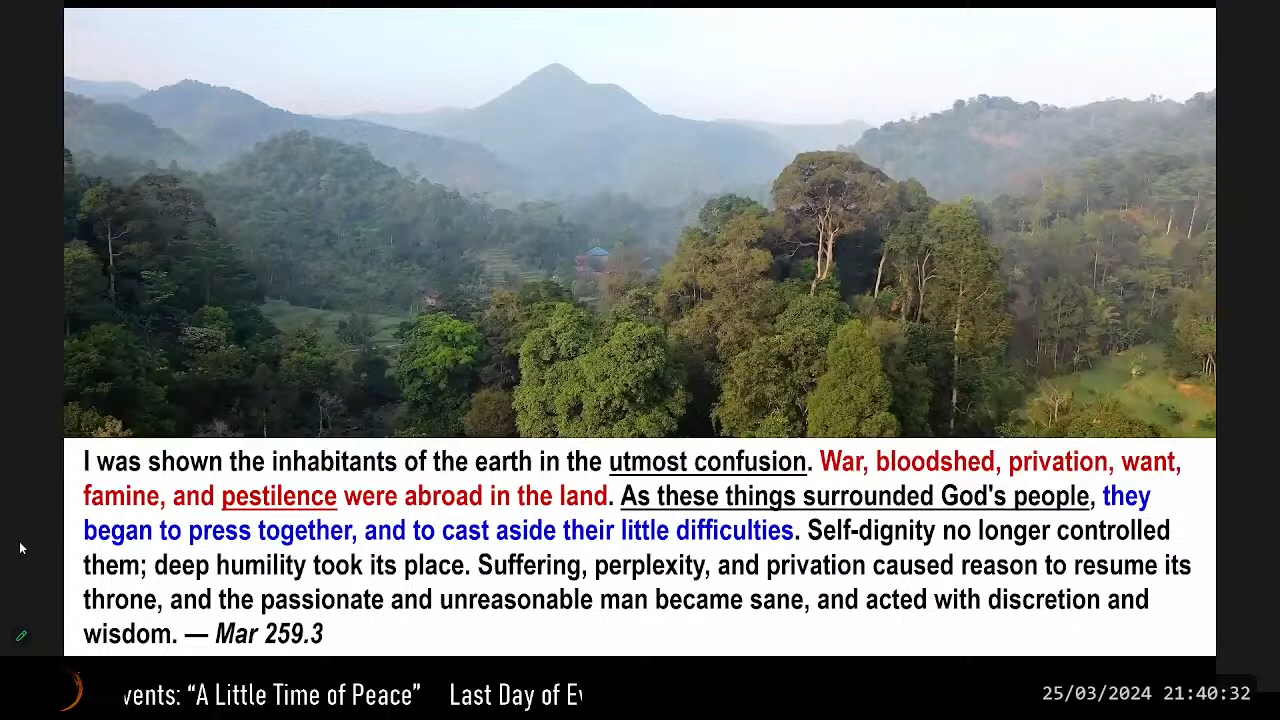 I was shown the inhabitants of the earth in the utmost confusion. War, bloodshed, privation, want,
famine, and pestilence were abroad in the land. As these things surrounded God's people, they
began to press together, and to cast aside their little difficulties. Self-dignity no longer controlled
them; deep humility took its place. Suffering, perplexity, and privation caused reason to resume its
throne, and the passionate and unreasonable man became sane, and acted with discretion and
wisdom. — Mar 259.3
vents: “A Little Time of Peace” Last Day of Ev
25/03/2024 21:40:32